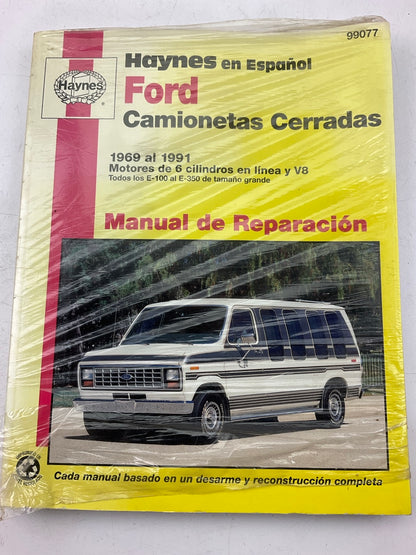 99077
Haynes en Español
Haynes
Ford
Camionetas Cerradas
1969 al 1991
Motores de 6 cilindros en línea y V8
Todos los E-100 al E-350 de tamaño grande
Manual de Reparación
Cada manual basado en un desarme y reconstrucción completa